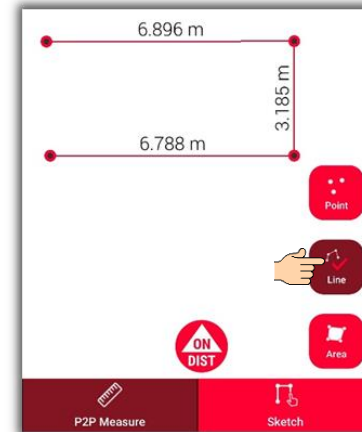 6.896 m
3.185 m
6.788 m
Point
Line
ON
DIST
Area
P2P Measure
Sketch